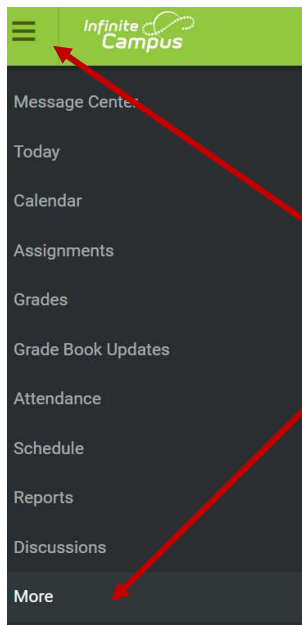 Infinite
Campus
Message Center
Today
Calendar
Assignments
Grades
Grade Book Updates
Attendance
Schedule
Reports
Discussions
More